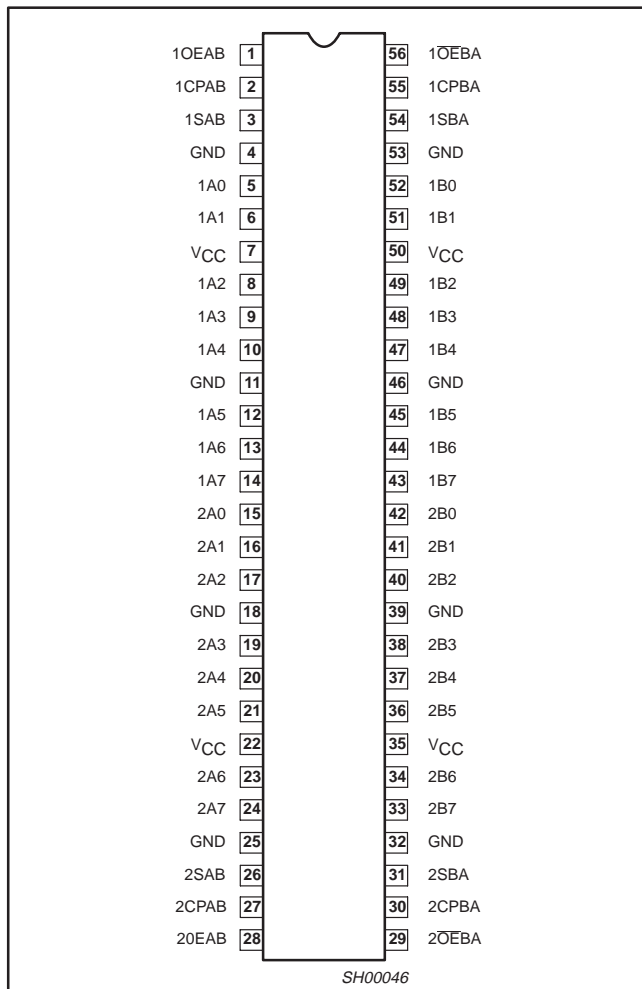 1OEAB 1 56 1O̅E̅BA
1CPAB 2 55 1CPBA
1SAB 3 54 1SBA
GND 4 53 GND
1A0 5 52 1B0
1A1 6 51 1B1
VCC 7 50 VCC
1A2 8 49 1B2
1A3 9 48 1B3
1A4 10 47 1B4
GND 11 46 GND
1A5 12 45 1B5
1A6 13 44 1B6
1A7 14 43 1B7
2A0 15 42 2B0
2A1 16 41 2B1
2A2 17 40 2B2
GND 18 39 GND
2A3 19 38 2B3
2A4 20 37 2B4
2A5 21 36 2B5
VCC 22 35 VCC
2A6 23 34 2B6
2A7 24 33 2B7
GND 25 32 GND
2SAB 26 31 2SBA
2CPAB 27 30 2CPBA
20EAB 28 29 2O̅E̅BA
SH00046